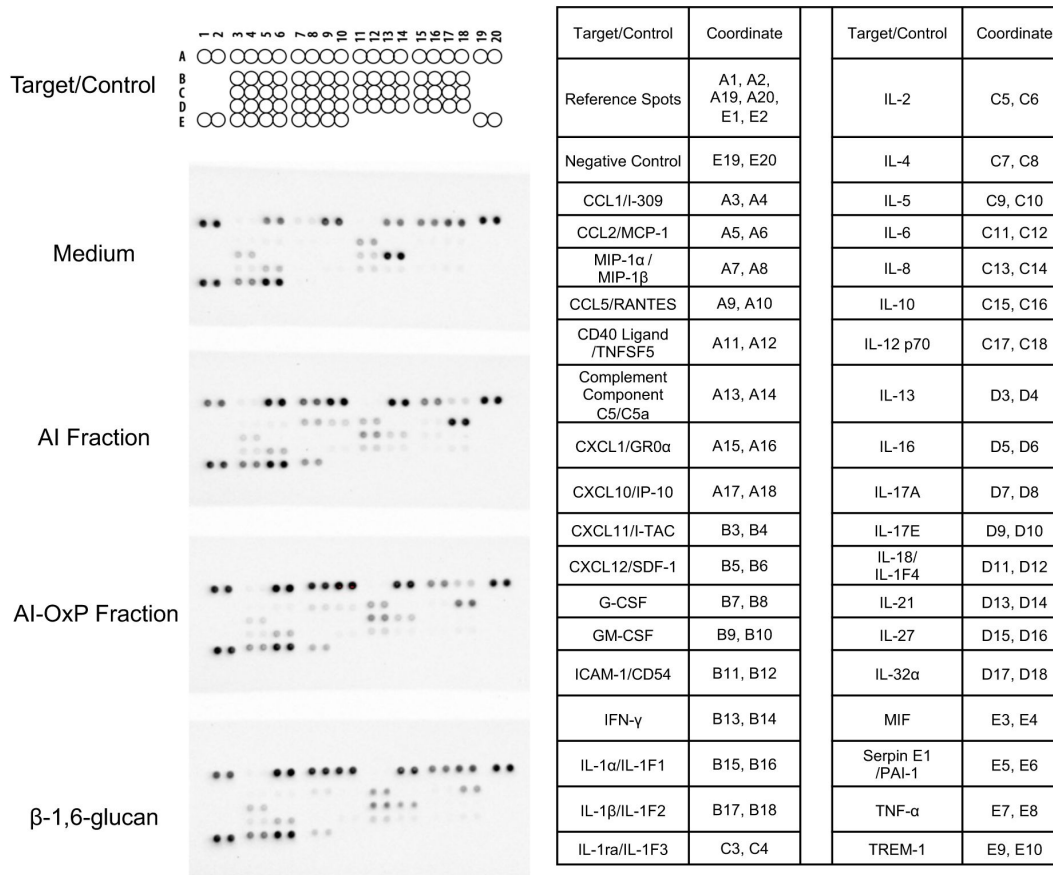 1 2 3 4 5 6 7 8 9 10 11 12 13 14 15 16 17 18 19 20
A
B
C
D
E
Target/Control
Medium
AI Fraction
AI-OxP Fraction
β-1,6-glucan
Target/Control Coordinate Target/Control Coordinate
Reference Spots A1, A2, A19, A20, E1, E2 IL-2 C5, C6
Negative Control E19, E20 IL-4 C7, C8
CCL1/I-309 A3, A4 IL-5 C9, C10
CCL2/MCP-1 A5, A6 IL-6 C11, C12
MIP-1α / MIP-1β A7, A8 IL-8 C13, C14
CCL5/RANTES A9, A10 IL-10 C15, C16
CD40 Ligand /TNFSF5 A11, A12 IL-12 p70 C17, C18
Complement Component C5/C5a A13, A14 IL-13 D3, D4
CXCL1/GR0α A15, A16 IL-16 D5, D6
CXCL10/IP-10 A17, A18 IL-17A D7, D8
CXCL11/I-TAC B3, B4 IL-17E D9, D10
CXCL12/SDF-1 B5, B6 IL-18/ IL-1F4 D11, D12
G-CSF B7, B8 IL-21 D13, D14
GM-CSF B9, B10 IL-27 D15, D16
ICAM-1/CD54 B11, B12 IL-32α D17, D18
IFN-γ B13, B14 MIF E3, E4
IL-1α/IL-1F1 B15, B16 Serpin E1 /PAI-1 E5, E6
IL-1β/IL-1F2 B17, B18 TNF-α E7, E8
IL-1ra/IL-1F3 C3, C4 TREM-1 E9, E10